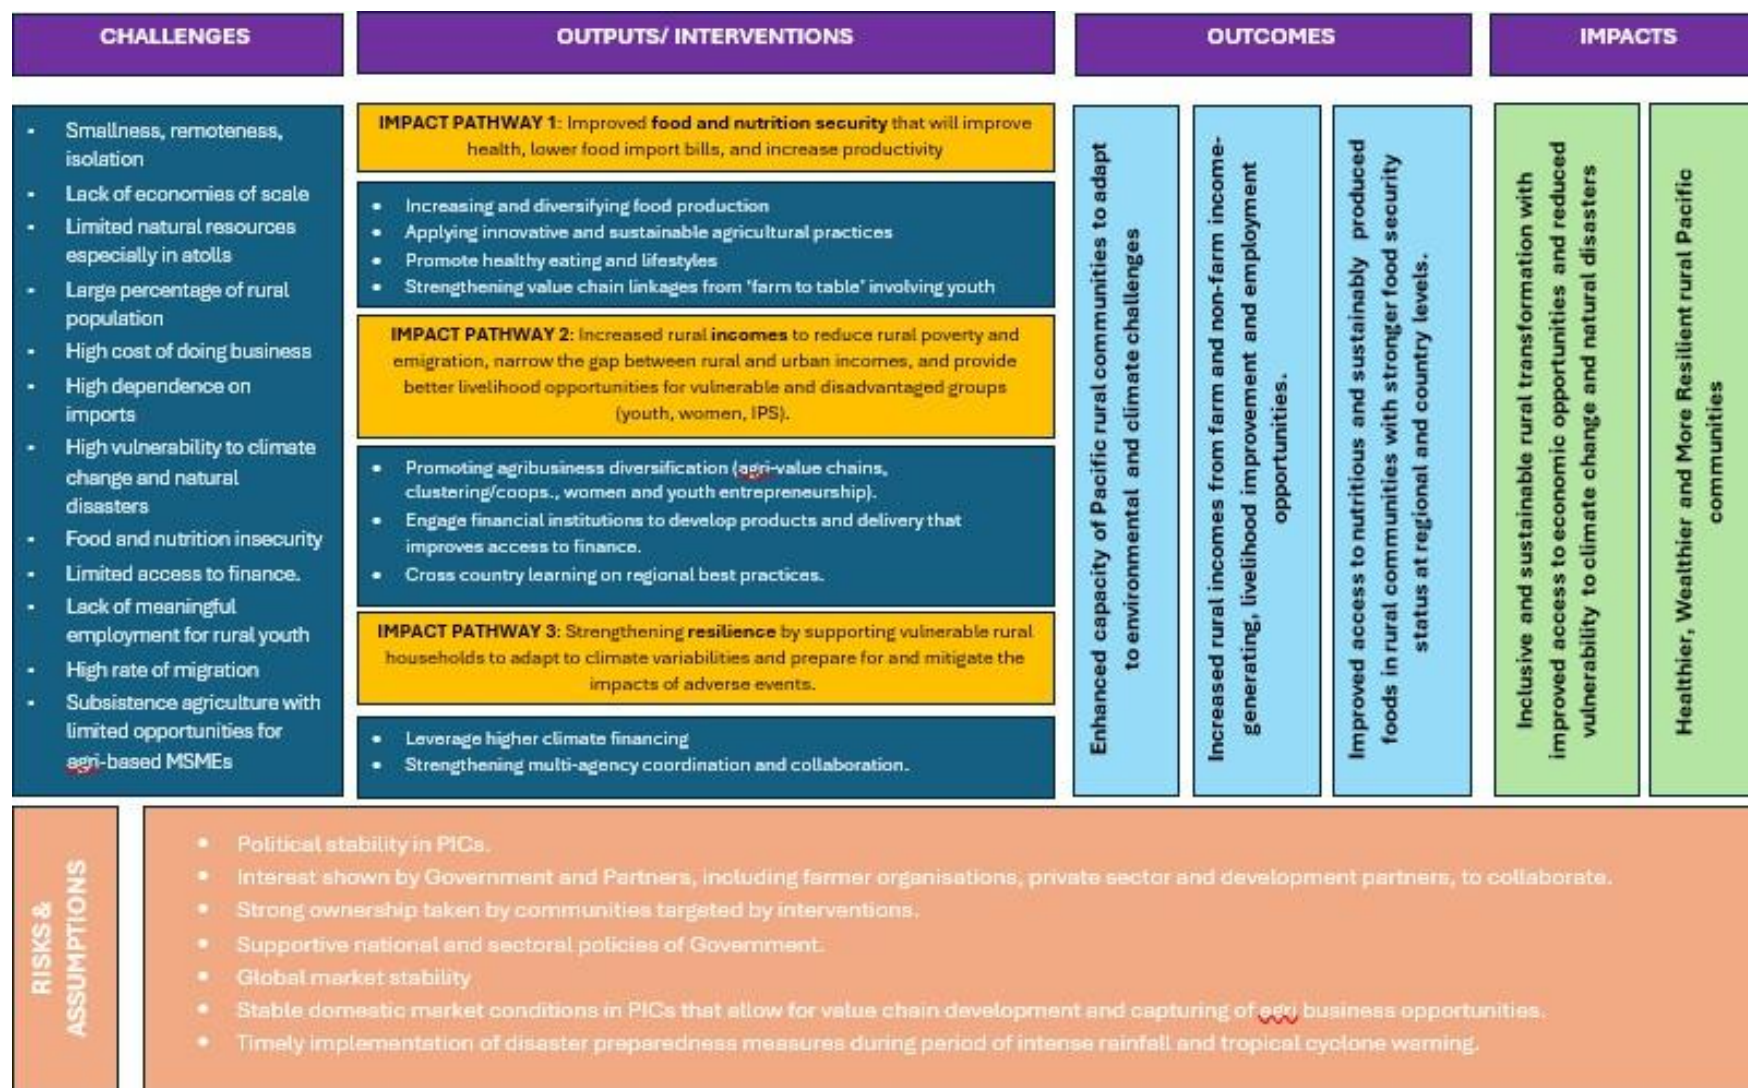 CHALLENGES
OUTPUTS/ INTERVENTIONS
OUTCOMES
IMPACTS
- Smallness, remoteness,
isolation
- Lack of economies of scale
- Limited natural resources
especially in atolls
- Large percentage of rural
population
- High cost of doing business
- High dependence on
imports
- High vulnerability to climate
change and natural
disasters
- Food and nutrition insecurity
- Limited access to finance.
- Lack of meaningful
employment for rural youth
- High rate of migration
- Subsistence agriculture with
limited opportunities for
agri-based MSMEs
IMPACT PATHWAY 1: Improved food and nutrition security that will improve
health, lower food import bills, and increase productivity
• Increasing and diversifying food production
• Applying innovative and sustainable agricultural practices
• Promote healthy eating and lifestyles
• Strengthening value chain linkages from 'farm to table' involving youth
IMPACT PATHWAY 2: Increased rural incomes to reduce rural poverty and
emigration, narrow the gap between rural and urban incomes, and provide
better livelihood opportunities for vulnerable and disadvantaged groups
(youth, women, IPS).
• Promoting agribusiness diversification (agri-value chains,
clustering/coops., women and youth entrepreneurship).
• Engage financial institutions to develop products and delivery that
improves access to finance.
• Cross country learning on regional best practices.
IMPACT PATHWAY 3: Strengthening resilience by supporting vulnerable rural
households to adapt to climate variabilities and prepare for and mitigate the
impacts of adverse events.
• Leverage higher climate financing
• Strengthening multi-agency coordination and collaboration.
Enhanced capacity of Pacific rural communities to adapt
to environmental and climate challenges
Increased rural incomes from farm and non-farm income-
generating, livelihood improvement and employment
opportunities.
Improved access to nutritious and sustainably produced
foods in rural communities with stronger food security
status at regional and country levels.
Inclusive and sustainable rural transformation with
improved access to economic opportunities and reduced
vulnerability to climate change and natural disasters
Healthier, Wealthier and More Resilient rural Pacific
communities
RISKS &
ASSUMPTIONS
• Political stability in PICs.
• Interest shown by Government and Partners, including farmer organisations, private sector and development partners, to collaborate.
• Strong ownership taken by communities targeted by interventions.
• Supportive national and sectoral policies of Government.
• Global market stability
• Stable domestic market conditions in PICs that allow for value chain development and capturing of agri business opportunities.
• Timely implementation of disaster preparedness measures during period of intense rainfall and tropical cyclone warning.